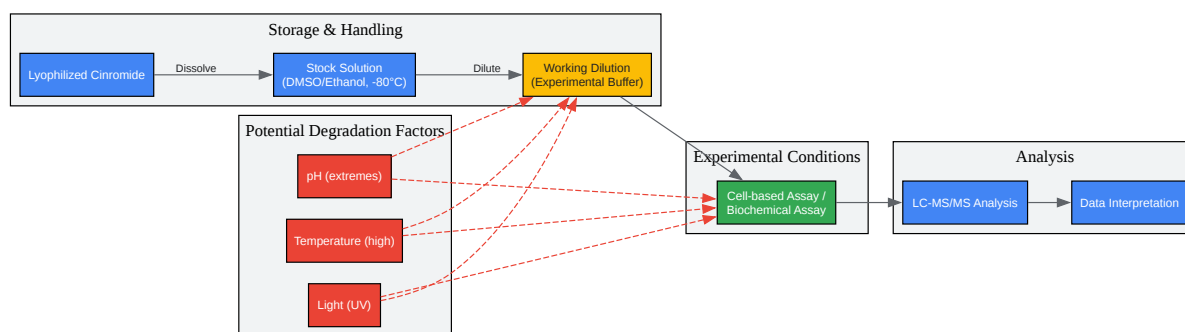 Storage & Handling
Lyophilized Cinromide
Dissolve
Stock Solution
(DMSO/Ethanol, -80°C)
Dilute
Working Dilution
(Experimental Buffer)
Potential Degradation Factors
pH (extremes)
Temperature (high)
Light (UV)
Experimental Conditions
Cell-based Assay /
Biochemical Assay
Analysis
LC-MS/MS Analysis
Data Interpretation